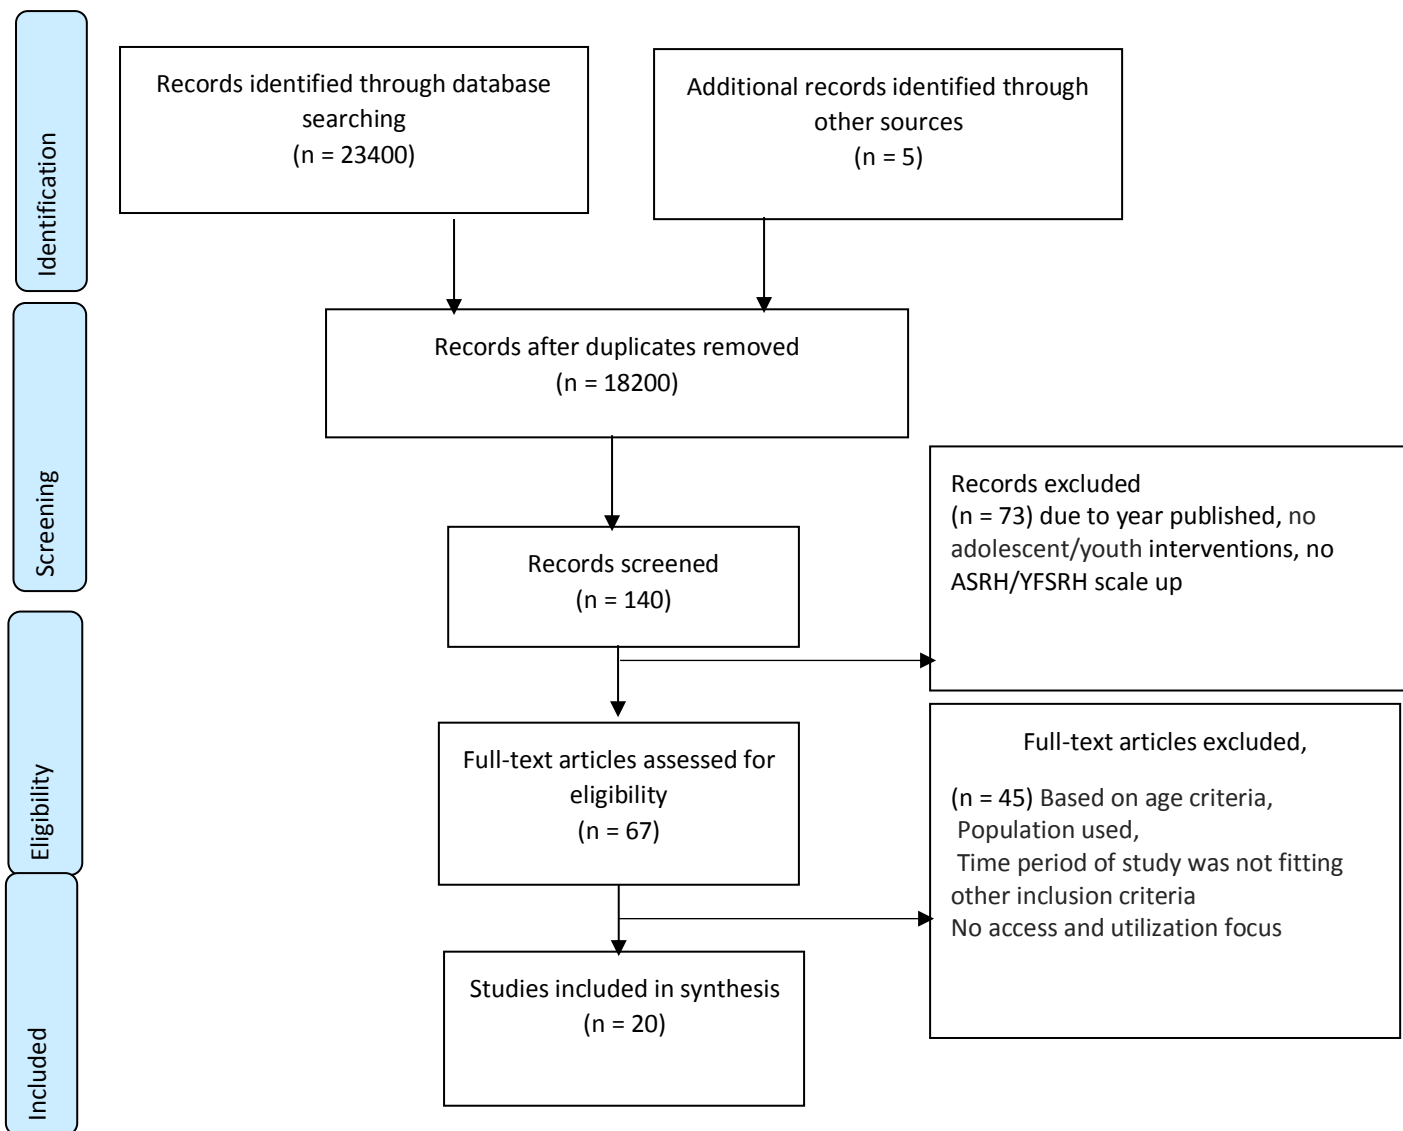 Identification
Records identified through database
searching
(n = 23400)
Additional records identified through
other sources
(n = 5)
Screening
Records after duplicates removed
(n = 18200)
Records screened
(n = 140)
Records excluded
(n = 73) due to year published, no
adolescent/youth interventions, no
ASRH/YFSRH scale up
Eligibility
Full-text articles assessed for
eligibility
(n = 67)
Full-text articles excluded,
(n = 45) Based on age criteria,
Population used,
Time period of study was not fitting
other inclusion criteria
No access and utilization focus
Included
Studies included in synthesis
(n = 20)